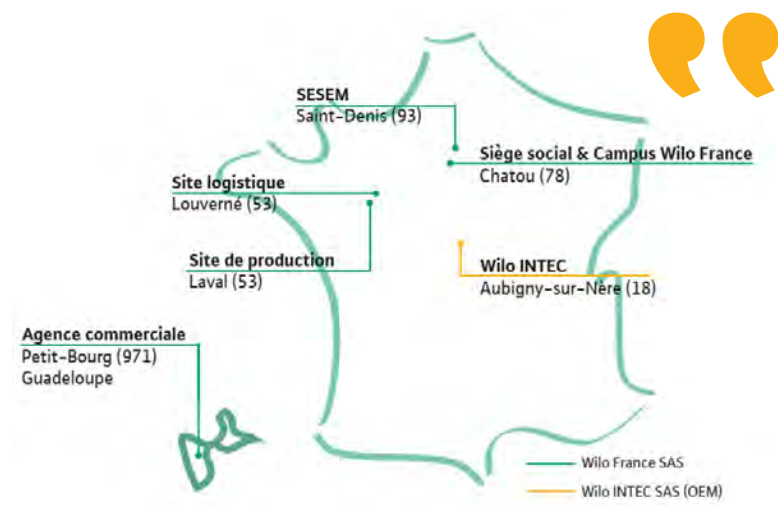 SESEM
Saint-Denis (93)
Siège social & Campus Wilo France
Chatou (78)
Site logistique
Louverné (53)
Site de production
Laval (53)
Wilo INTEC
Aubigny-sur-Nère (18)
Agence commerciale
Petit-Bourg (971)
Guadeloupe
Wilo France SAS
Wilo INTEC SAS (OEM)